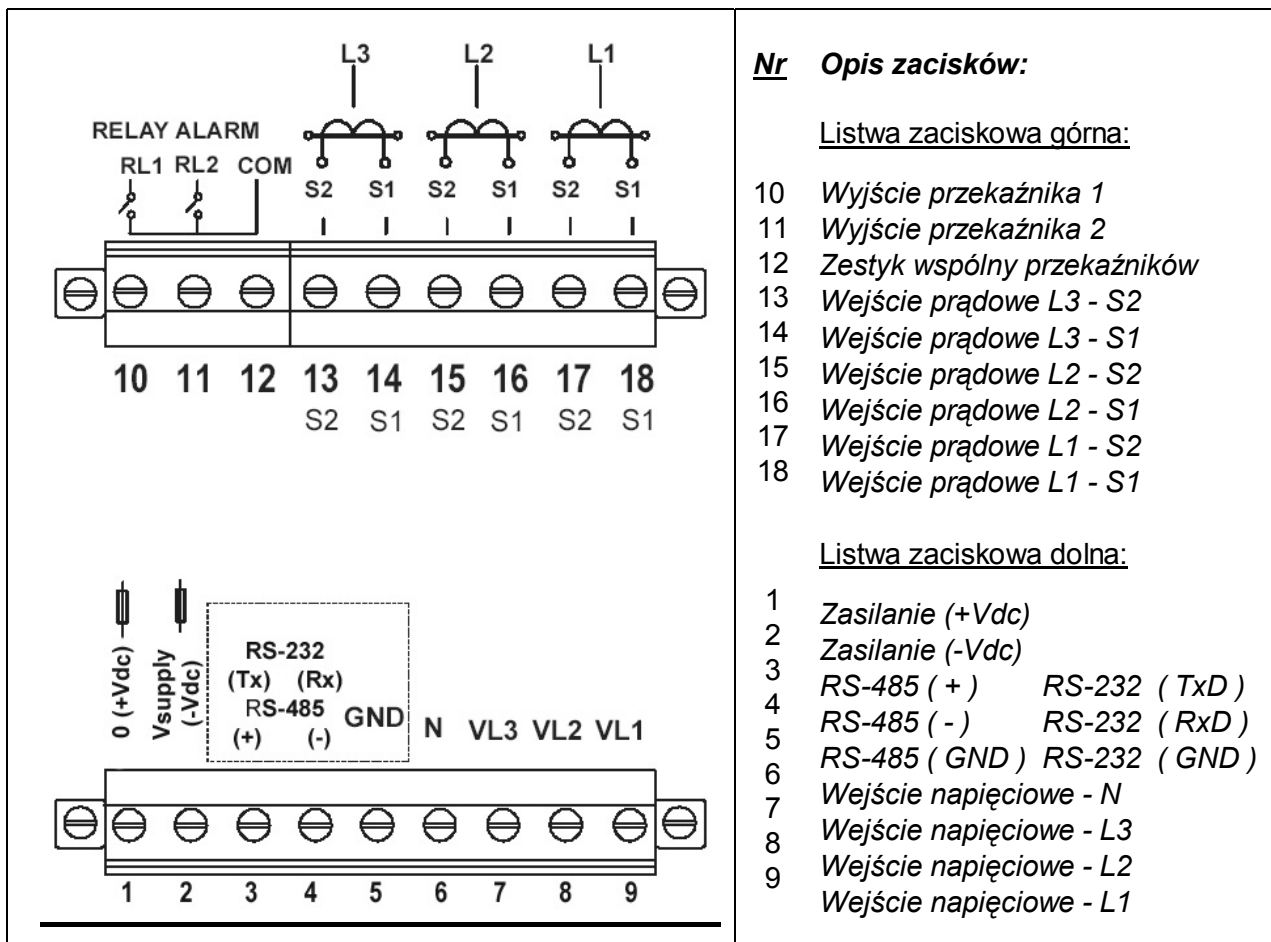 L3 L2 L1
RELAY ALARM
RL1 RL2 COM
S2 S1 S2 S1 S2 S1
10 11 12 13 14 15 16 17 18
S2 S1 S2 S1 S2 S1
0 (+Vdc)
Vsupply
(-Vdc)
RS-232
(Tx) (Rx)
RS-485
(+) (-)
GND N VL3 VL2 VL1
1 2 3 4 5 6 7 8 9
Nr Opis zacisków:
Listwa zaciskowa górna:
10 Wyjście przekaźnika 1
11 Wyjście przekaźnika 2
12 Zestyk wspólny przekaźników
13 Wejście prądowe L3 - S2
14 Wejście prądowe L3 - S1
15 Wejście prądowe L2 - S2
16 Wejście prądowe L2 - S1
17 Wejście prądowe L1 - S2
18 Wejście prądowe L1 - S1
Listwa zaciskowa dolna:
1 Zasilanie (+Vdc)
2 Zasilanie (-Vdc)
3 RS-485 ( + ) RS-232 ( TxD )
4 RS-485 ( - ) RS-232 ( RxD )
5 RS-485 ( GND ) RS-232 ( GND )
6 Wejście napięciowe - N
7 Wejście napięciowe - L3
8 Wejście napięciowe - L2
9 Wejście napięciowe - L1